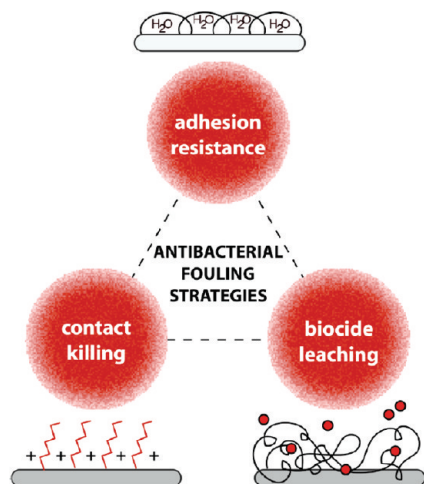 H₂O H₂O H₂O H₂O
adhesion
resistance
ANTIBACTERIAL
FOULING
STRATEGIES
contact
killing
biocide
leaching
+ + + + +